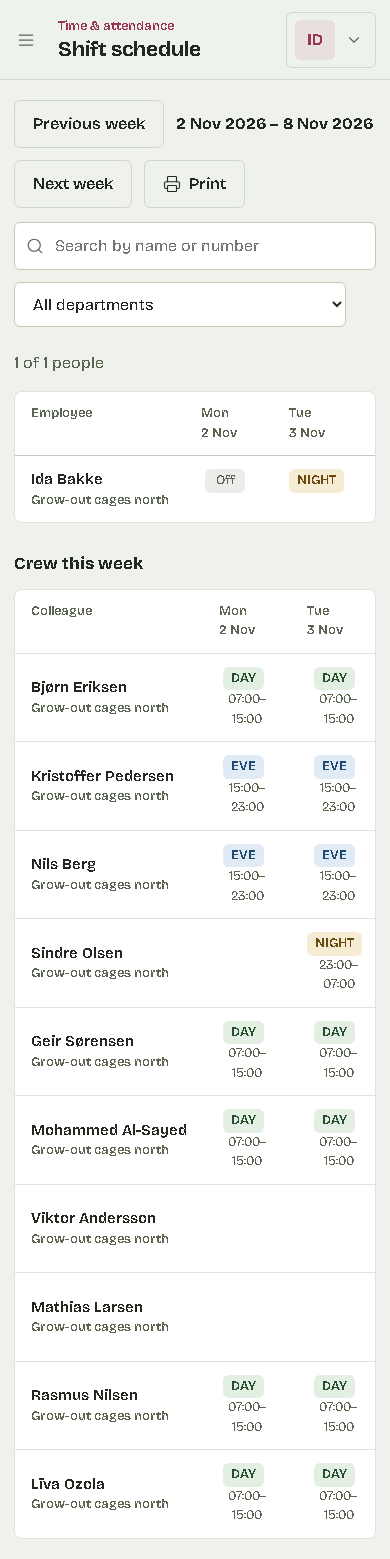 Time & attendance
Shift schedule
ID
Previous week
2 Nov 2026 – 8 Nov 2026
Next week
Print
Search by name or number
All departments
1 of 1 people
Employee
Mon
2 Nov
Tue
3 Nov
Ida Bakke
Grow-out cages north
Off
NIGHT
Crew this week
Colleague
Mon
2 Nov
Tue
3 Nov
Bjørn Eriksen
Grow-out cages north
DAY
07:00–
15:00
DAY
07:00–
15:00
Kristoffer Pedersen
Grow-out cages north
EVE
15:00–
23:00
EVE
15:00–
23:00
Nils Berg
Grow-out cages north
EVE
15:00–
23:00
EVE
15:00–
23:00
Sindre Olsen
Grow-out cages north
NIGHT
23:00–
07:00
Geir Sørensen
Grow-out cages north
DAY
07:00–
15:00
DAY
07:00–
15:00
Mohammed Al-Sayed
Grow-out cages north
DAY
07:00–
15:00
DAY
07:00–
15:00
Viktor Andersson
Grow-out cages north
Mathias Larsen
Grow-out cages north
Rasmus Nilsen
Grow-out cages north
DAY
07:00–
15:00
DAY
07:00–
15:00
Līva Ozola
Grow-out cages north
DAY
07:00–
15:00
DAY
07:00–
15:00